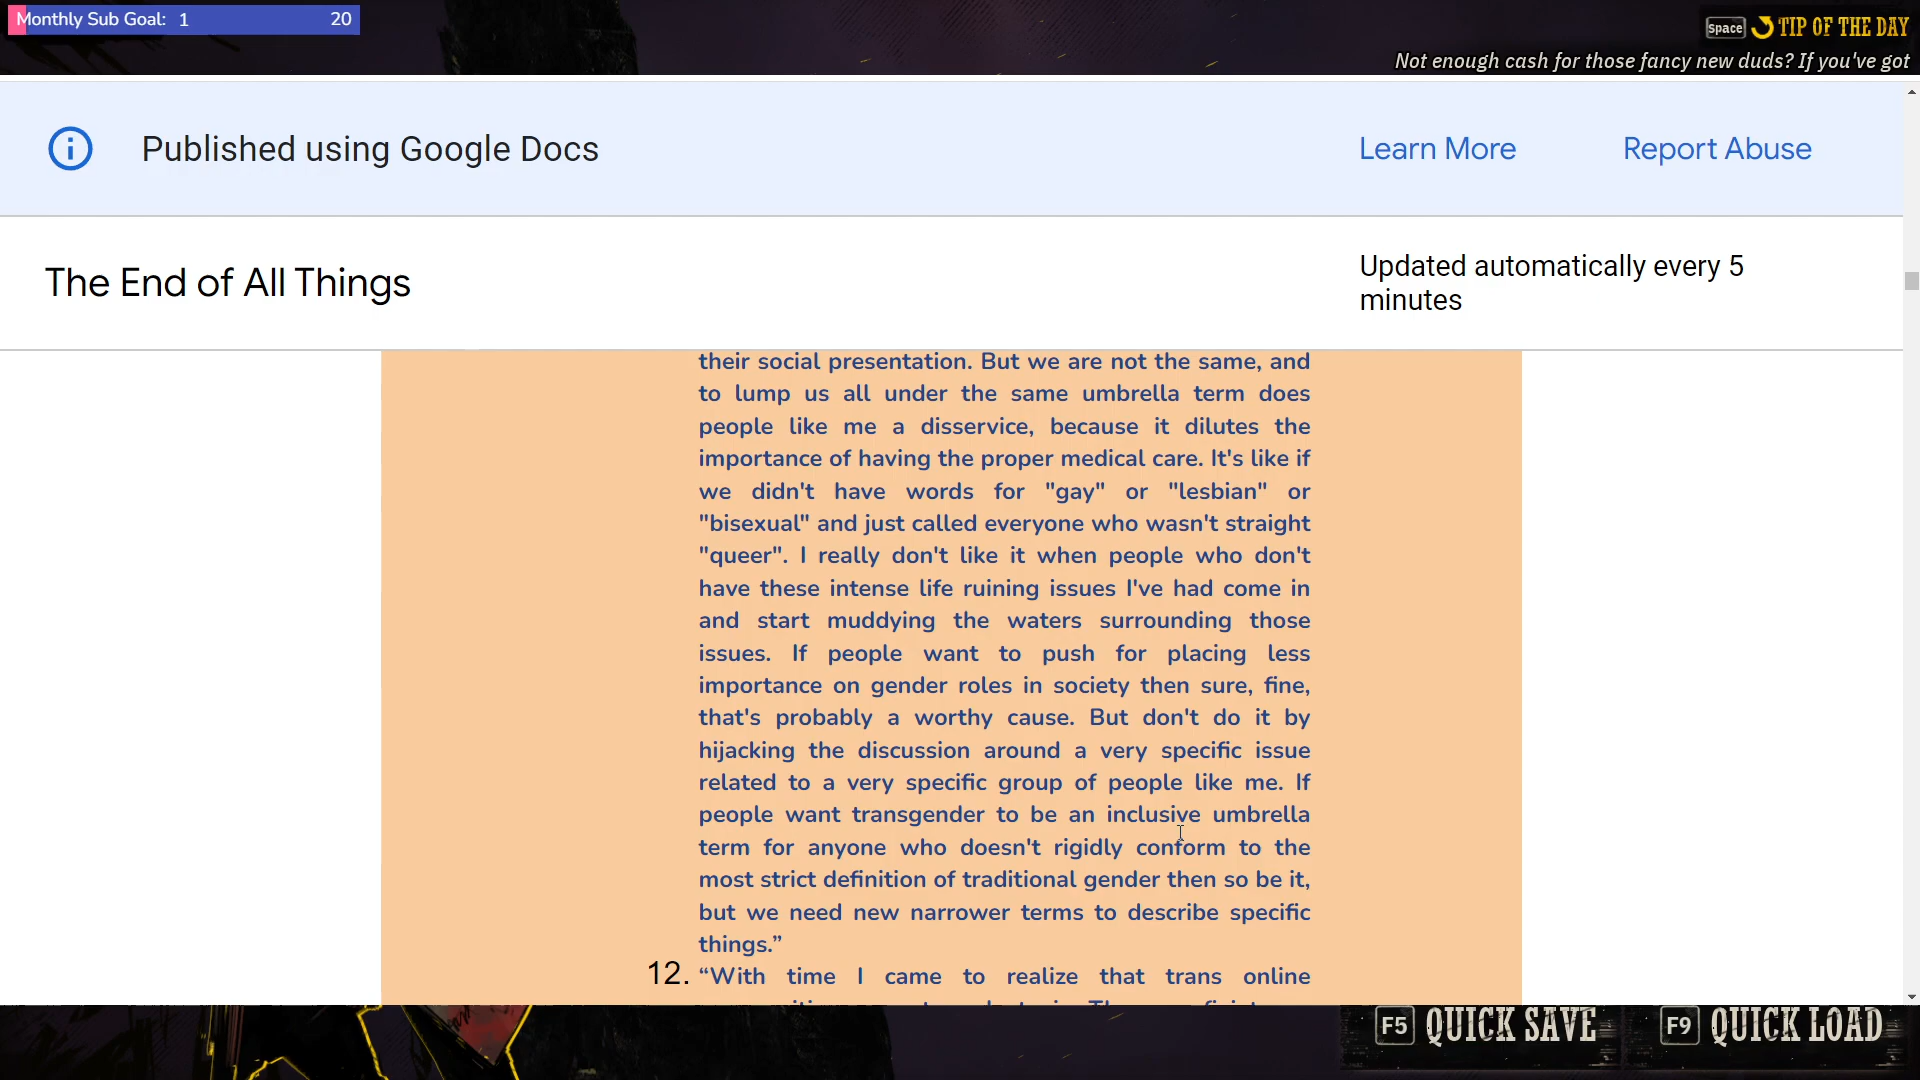 Monthly Sub Goal: 1 20
Space TIP OF THE DAY
Not enough cash for those fancy new duds? If you've got
Published using Google Docs Learn More Report Abuse
The End of All Things Updated automatically every 5
minutes
their social presentation. But we are not the same, and
to lump us all under the same umbrella term does
people like me a disservice, because it dilutes the
importance of having the proper medical care. It's like if
we didn't have words for "gay" or "lesbian" or
"bisexual" and just called everyone who wasn't straight
"queer". I really don't like it when people who don't
have these intense life ruining issues I've had come in
and start muddying the waters surrounding those
issues. If people want to push for placing less
importance on gender roles in society then sure, fine,
that's probably a worthy cause. But don't do it by
hijacking the discussion around a very specific issue
related to a very specific group of people like me. If
people want transgender to be an inclusive umbrella
term for anyone who doesn't rigidly conform to the
most strict definition of traditional gender then so be it,
but we need new narrower terms to describe specific
things.”
12. “With time I came to realize that trans online
F5 QUICK SAVE F9 QUICK LOAD